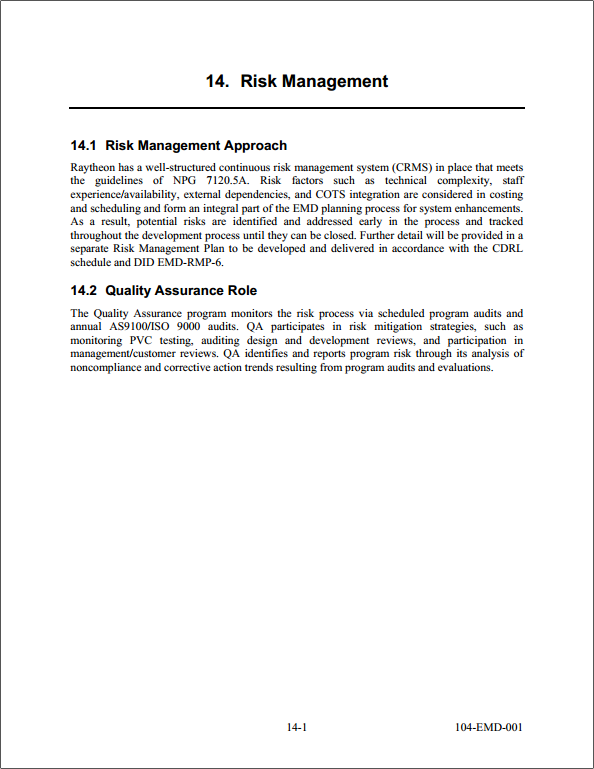 14. Risk Management
14.1 Risk Management Approach
Raytheon has a well-structured continuous risk management system (CRMS) in place that meets
the guidelines of NPG 7120.5A. Risk factors such as technical complexity, staff
experience/availability, external dependencies, and COTS integration are considered in costing
and scheduling and form an integral part of the EMD planning process for system enhancements.
As a result, potential risks are identified and addressed early in the process and tracked
throughout the development process until they can be closed. Further detail will be provided in a
separate Risk Management Plan to be developed and delivered in accordance with the CDRL
schedule and DID EMD-RMP-6.
14.2 Quality Assurance Role
The Quality Assurance program monitors the risk process via scheduled program audits and
annual AS9100/ISO 9000 audits. QA participates in risk mitigation strategies, such as
monitoring PVC testing, auditing design and development reviews, and participation in
management/customer reviews. QA identifies and reports program risk through its analysis of
noncompliance and corrective action trends resulting from program audits and evaluations.
14-1 104-EMD-001